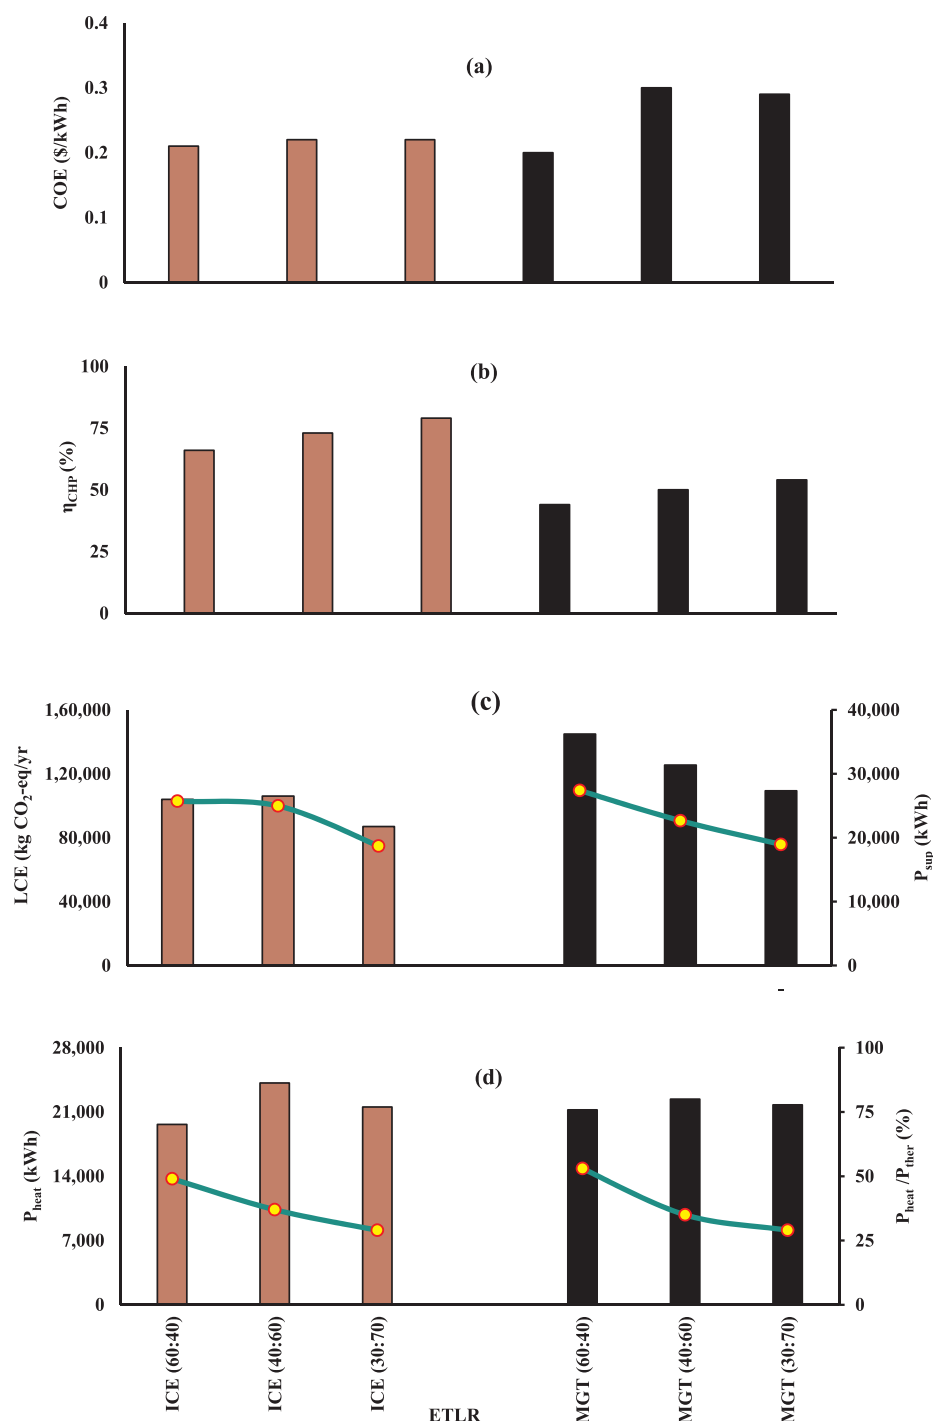 0.4
(a)
0.3
0.2
0.1
0
COE ($/kWh)
100
(b)
75
50
25
0
ηCHP (%)
(c)
1,60,000
40,000
1,20,000
30,000
80,000
20,000
40,000
10,000
0
0
LCE (kg CO2-eq/yr
Psup (kWh)
-
28,000
100
(d)
21,000
75
14,000
50
7,000
25
0
0
Pheat (kWh)
Pheat /Pther (%)
ICE (60:40)
ICE (40:60)
ICE (30:70)
MGT (60:40)
MGT (40:60)
MGT (30:70)
ETLR